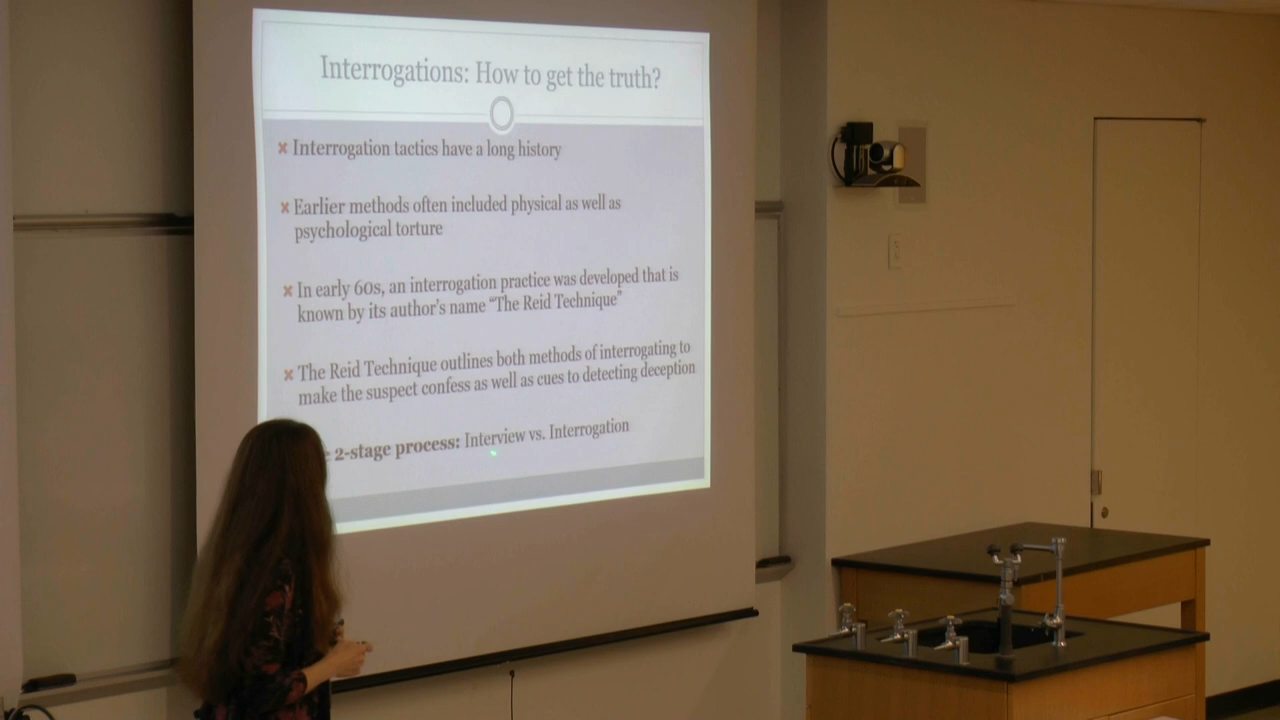 Interrogations: How to get the truth?
Interrogation tactics have a long history
Earlier methods often included physical as well as
psychological torture
In early 60s, an interrogation practice was developed that is
known by its author's name "The Reid Technique"
The Reid Technique outlines both methods of interrogating to
make the suspect confess as well as cues to detecting deception
2-stage process: Interview vs. Interrogation